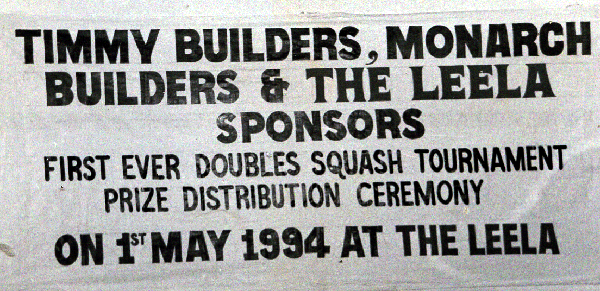 TIMMY BUILDERS, MONARCH
BUILDERS & THE LEELA
SPONSORS
FIRST EVER DOUBLES SQUASH TOURNAMENT
PRIZE DISTRIBUTION CEREMONY
ON 1ST MAY 1994 AT THE LEELA